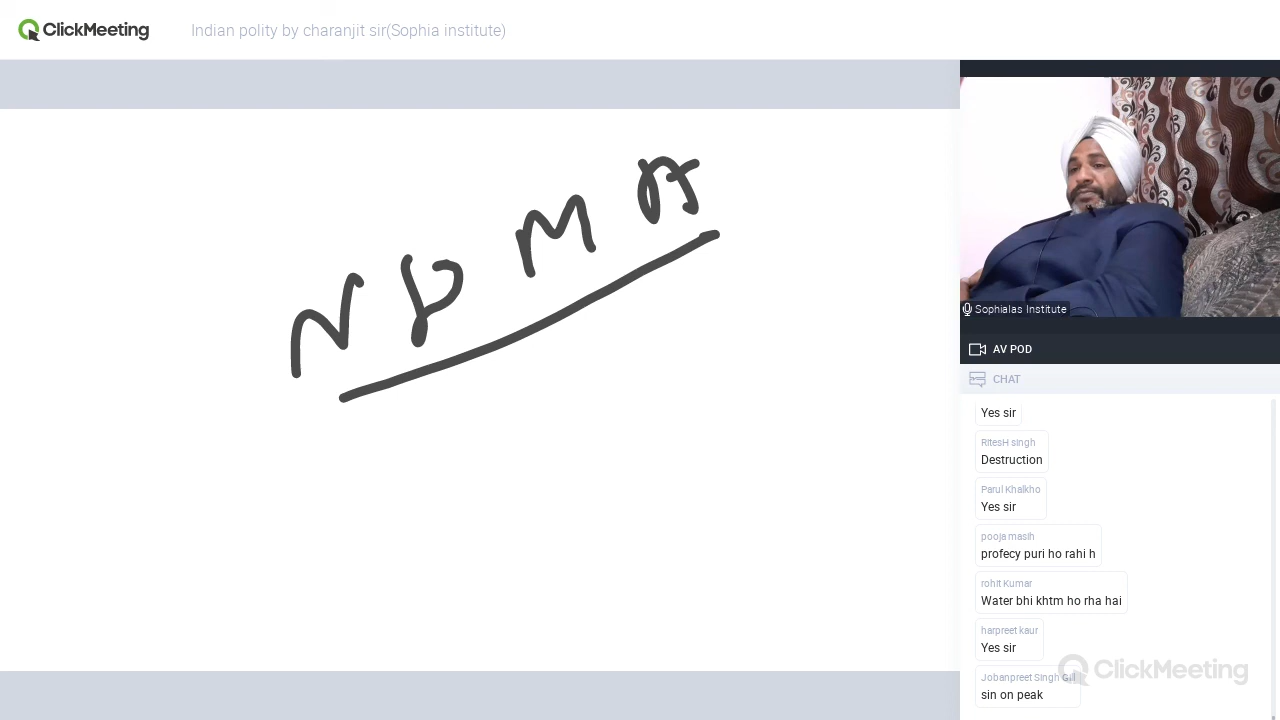 ClickMeeting
Indian polity by charanjit sir(Sophia institute)
N D M A
Sophialas Institute
AV POD
CHAT
Yes sir
RitesH singh
Destruction
Parul Khalkho
Yes sir
pooja masih
profecy puri ho rahi h
rohit Kumar
Water bhi khtm ho rha hai
harpreet kaur
Yes sir
Jobanpreet Singh Gill
sin on peak
ClickMeeting